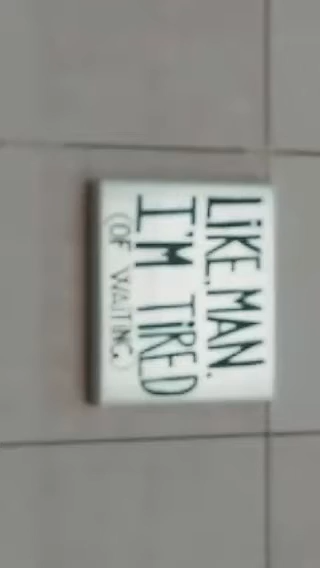 LIKE, MAN.
I'M TIRED
(OF WAITING.)